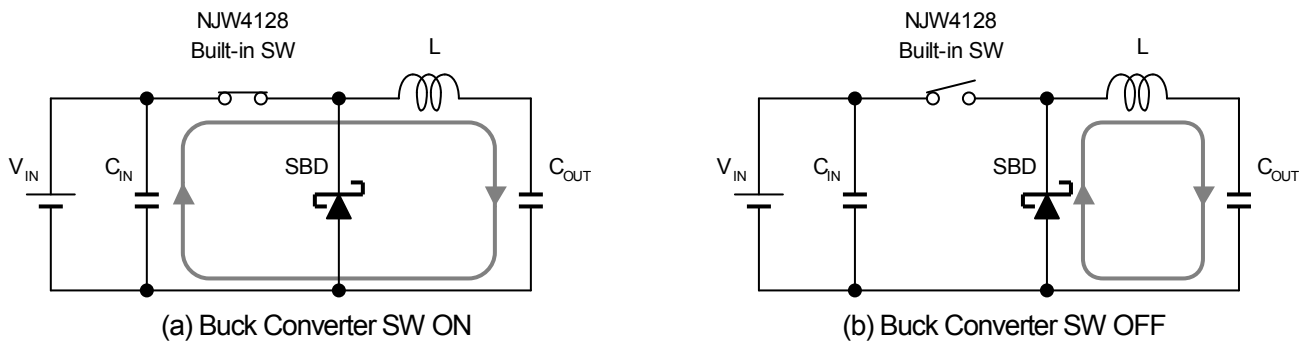 NJW4128
Built-in SW
L
V IN
C IN
SBD
C OUT
(a) Buck Converter SW ON
NJW4128
Built-in SW
L
V IN
C IN
SBD
C OUT
(b) Buck Converter SW OFF